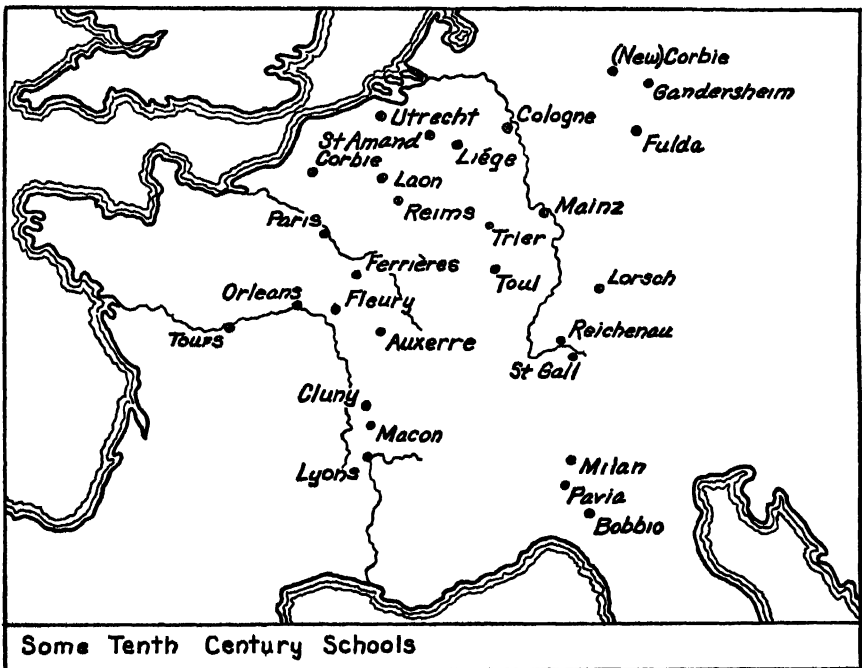 (New)Corbie
Gandersheim
Utrecht
Cologne
St Amand
Liége
Fulda
Corbie
Laon
Reims
Mainz
Paris
Trier
Ferrières
Toul
Lorsch
Orleans
Fleury
Tours
Auxerre
Reichenau
St Gall
Cluny
Macon
Lyons
Milan
Pavia
Bobbio
Some Tenth Century Schools